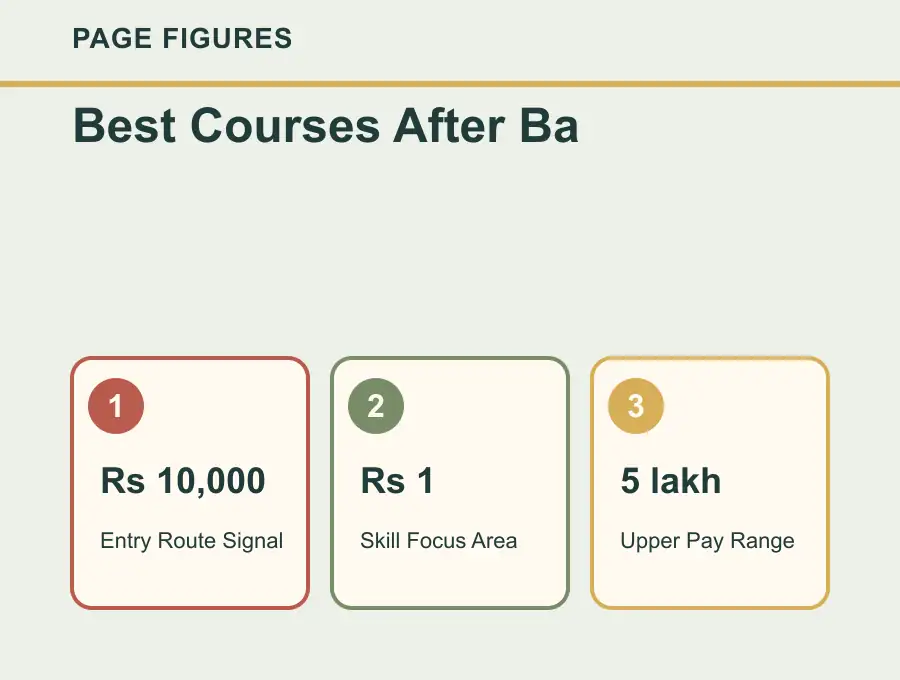 PAGE FIGURES
Best Courses After Ba
1
Rs 10,000
Entry Route Signal
2
Rs 1
Skill Focus Area
3
5 lakh
Upper Pay Range